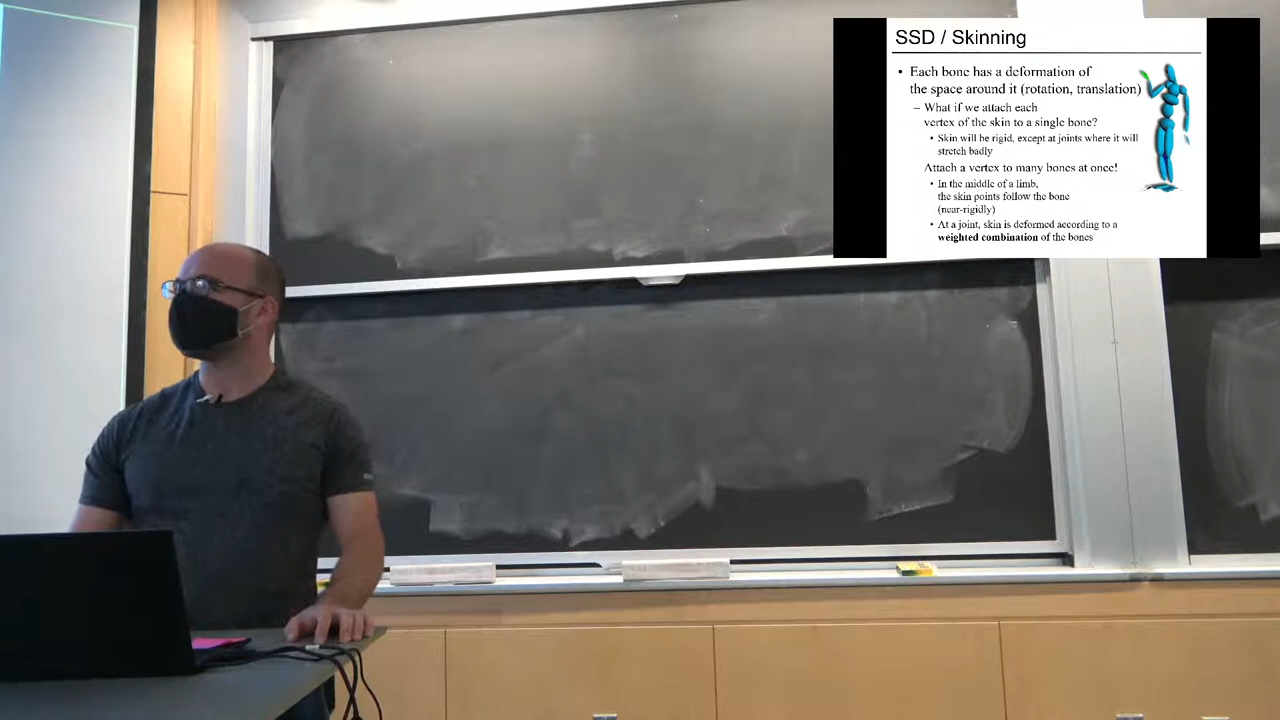 SSD / Skinning
• Each bone has a deformation of
the space around it (rotation, translation)
– What if we attach each
vertex of the skin to a single bone?
• Skin will be rigid, except at joints where it will
stretch badly
Attach a vertex to many bones at once!
• In the middle of a limb,
the skin points follow the bone
(near-rigidly)
• At a joint, skin is deformed according to a
weighted combination of the bones